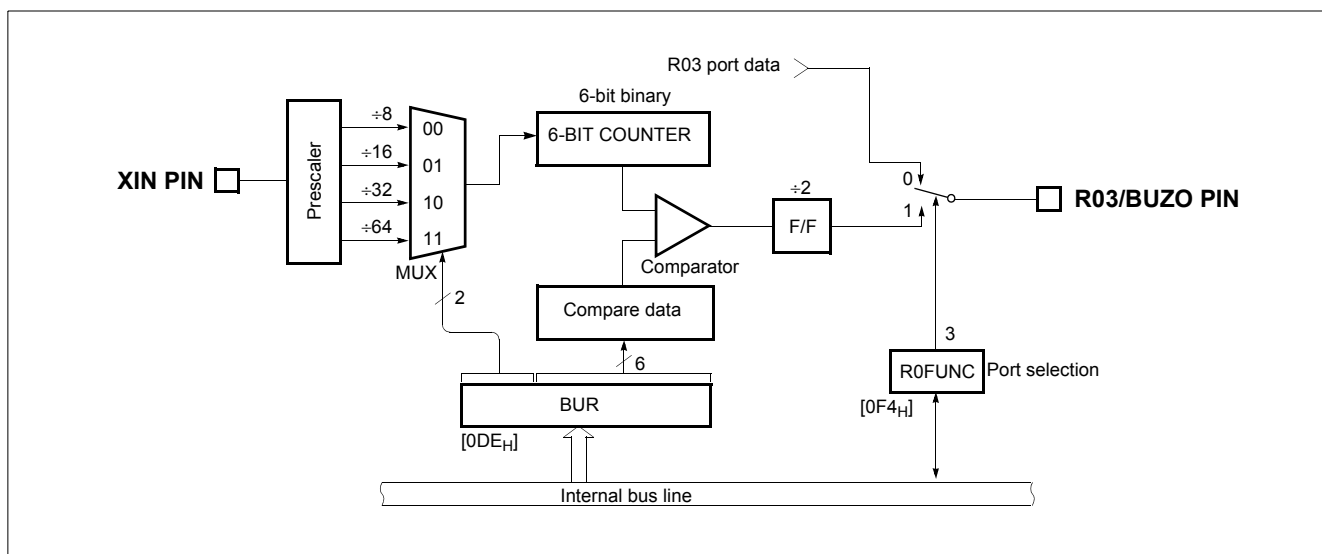 R03 port data
6-bit binary
XIN PIN
Prescaler
÷8
÷16
÷32
÷64
00
01
10
11
MUX
6-BIT COUNTER
Comparator
÷2
F/F
0
1
R03/BUZO PIN
2
Compare data
6
BUR
[0DEH]
3
R0FUNC
Port selection
[0F4H]
Internal bus line